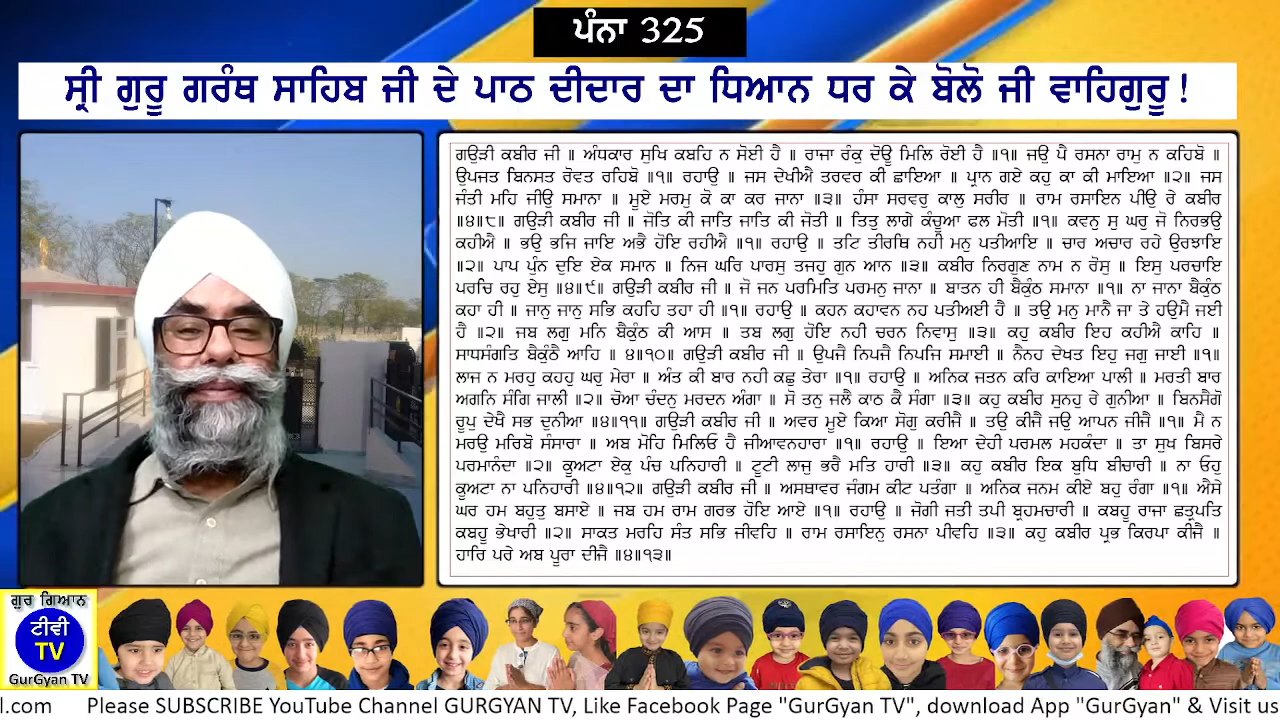 ਪੰਨਾ 325
ਸ੍ਰੀ ਗੁਰੂ ਗਰੰਥ ਸਾਹਿਬ ਜੀ ਦੇ ਪਾਠ ਦੀਦਾਰ ਦਾ ਧਿਆਨ ਧਰ ਕੇ ਬੋਲੋ ਜੀ ਵਾਹਿਗੁਰੂ!
ਗਉੜੀ ਕਬੀਰ ਜੀ ॥ ਅੰਧਕਾਰ ਸੁਖਿ ਕਬਹਿ ਨ ਸੋਈ ਹੈ ॥ ਰਾਜਾ ਰੰਕੁ ਦੋਊ ਮਿਲਿ ਰੋਈ ਹੈ ॥੧॥ ਜਉ ਪੈ ਰਸਨਾ ਰਾਮੁ ਨ ਕਹਿਬੋ ॥
ਉਪਜਤ ਬਿਨਸਤ ਰੋਵਤ ਰਹਿਬੋ ॥੧॥ ਰਹਾਉ ॥ ਜਸ ਦੇਖੀਐ ਤਰਵਰ ਕੀ ਛਾਇਆ ॥ ਪ੍ਰਾਨ ਗਏ ਕਹੁ ਕਾ ਕੀ ਮਾਇਆ ॥੨॥ ਜਸ
ਜੰਤੀ ਮਹਿ ਜੀਉ ਸਮਾਨਾ ॥ ਮੂਏ ਮਰਮੁ ਕੋ ਕਾ ਕਰ ਜਾਨਾ ॥੩॥ ਹੰਸਾ ਸਰਵਰੁ ਕਾਲੁ ਸਰੀਰ ॥ ਰਾਮ ਰਸਾਇਨ ਪੀਉ ਰੇ ਕਬੀਰ
॥੪॥੮॥ ਗਉੜੀ ਕਬੀਰ ਜੀ ॥ ਜੋਤਿ ਕੀ ਜਾਤਿ ਜਾਤਿ ਕੀ ਜੋਤੀ ॥ ਤਿਤੁ ਲਾਗੇ ਕੰਚੂਆ ਫਲ ਮੋਤੀ ॥੧॥ ਕਵਨੁ ਸੁ ਘਰੁ ਜੋ ਨਿਰਭਉ
ਕਹੀਐ ॥ ਭਉ ਭਜਿ ਜਾਇ ਅਭੈ ਹੋਇ ਰਹੀਐ ॥੧॥ ਰਹਾਉ ॥ ਤਟਿ ਤੀਰਥਿ ਨਹੀ ਮਨੁ ਪਤੀਆਇ ॥ ਚਾਰ ਅਚਾਰ ਰਹੇ ਉਰਝਾਇ
॥੨॥ ਪਾਪ ਪੁੰਨ ਦੁਇ ਏਕ ਸਮਾਨ ॥ ਨਿਜ ਘਰਿ ਪਾਰਸੁ ਤਜਹੁ ਗੁਨ ਆਨ ॥੩॥ ਕਬੀਰ ਨਿਰਗੁਣ ਨਾਮ ਨ ਰੋਸੁ ॥ ਇਸੁ ਪਰਚਾਇ
ਪਰਚਿ ਰਹੁ ਏਸੁ ॥੪॥੯॥ ਗਉੜੀ ਕਬੀਰ ਜੀ ॥ ਜੋ ਜਨ ਪਰਮਿਤਿ ਪਰਮਨੁ ਜਾਨਾ ॥ ਬਾਤਨ ਹੀ ਬੈਕੁੰਠ ਸਮਾਨਾ ॥੧॥ ਨਾ ਜਾਨਾ ਬੈਕੁੰਠ
ਕਹਾ ਹੀ ॥ ਜਾਨੁ ਜਾਨੁ ਸਭਿ ਕਹਹਿ ਤਹਾ ਹੀ ॥੧॥ ਰਹਾਉ ॥ ਕਹਨ ਕਹਾਵਨ ਨਹ ਪਤੀਅਈ ਹੈ ॥ ਤਉ ਮਨੁ ਮਾਨੈ ਜਾ ਤੇ ਹਉਮੈ ਜਈ
ਹੈ ॥੨॥ ਜਬ ਲਗੁ ਮਨਿ ਬੈਕੁੰਠ ਕੀ ਆਸ ॥ ਤਬ ਲਗੁ ਹੋਇ ਨਹੀ ਚਰਨ ਨਿਵਾਸੁ ॥੩॥ ਕਹੁ ਕਬੀਰ ਇਹ ਕਹੀਐ ਕਾਹਿ ॥
ਸਾਧਸੰਗਤਿ ਬੈਕੁੰਠੈ ਆਹਿ ॥ ੪॥੧੦॥ ਗਉੜੀ ਕਬੀਰ ਜੀ ॥ ਉਪਜੈ ਨਿਪਜੈ ਨਿਪਜਿ ਸਮਾਈ ॥ ਨੈਨਹ ਦੇਖਤ ਇਹੁ ਜਗੁ ਜਾਈ ॥੧॥
ਲਾਜ ਨ ਮਰਹੁ ਕਹਹੁ ਘਰੁ ਮੇਰਾ ॥ ਅੰਤ ਕੀ ਬਾਰ ਨਹੀ ਕਛੁ ਤੇਰਾ ॥੧॥ ਰਹਾਉ ॥ ਅਨਿਕ ਜਤਨ ਕਰਿ ਕਾਇਆ ਪਾਲੀ ॥ ਮਰਤੀ ਬਾਰ
ਅਗਨਿ ਸੰਗਿ ਜਾਲੀ ॥੨॥ ਚੋਆ ਚੰਦਨੁ ਮਰਦਨ ਅੰਗਾ ॥ ਸੋ ਤਨੁ ਜਲੈ ਕਾਠ ਕੈ ਸੰਗਾ ॥੩॥ ਕਹੁ ਕਬੀਰ ਸੁਨਹੁ ਰੇ ਗੁਨੀਆ ॥ ਬਿਨਸੈਗੋ
ਰੂਪੁ ਦੇਖੈ ਸਭ ਦੁਨੀਆ ॥੪॥੧੧॥ ਗਉੜੀ ਕਬੀਰ ਜੀ ॥ ਅਵਰ ਮੂਏ ਕਿਆ ਸੋਗੁ ਕਰੀਜੈ ॥ ਤਉ ਕੀਜੈ ਜਉ ਆਪਨ ਜੀਜੈ ॥੧॥ ਮੈ ਨ
ਮਰਉ ਮਰਿਬੋ ਸੰਸਾਰਾ ॥ ਅਬ ਮੋਹਿ ਮਿਲਿਓ ਹੈ ਜੀਆਵਨਹਾਰਾ ॥੧॥ ਰਹਾਉ ॥ ਇਆ ਦੇਹੀ ਪਰਮਲ ਮਹਕੰਦਾ ॥ ਤਾ ਸੁਖ ਬਿਸਰੇ
ਪਰਮਾਨੰਦਾ ॥੨॥ ਕੂਅਟਾ ਏਕੁ ਪੰਚ ਪਨਿਹਾਰੀ ॥ ਟੂਟੀ ਲਾਜੁ ਭਰੈ ਮਤਿ ਹਾਰੀ ॥੩॥ ਕਹੁ ਕਬੀਰ ਇਕ ਬੁਧਿ ਬੀਚਾਰੀ ॥ ਨਾ ਓਹੁ
ਕੂਅਟਾ ਨਾ ਪਨਿਹਾਰੀ ॥੪॥੧੨॥ ਗਉੜੀ ਕਬੀਰ ਜੀ ॥ ਅਸਥਾਵਰ ਜੰਗਮ ਕੀਟ ਪਤੰਗਾ ॥ ਅਨਿਕ ਜਨਮ ਕੀਏ ਬਹੁ ਰੰਗਾ ॥੧॥ ਐਸੇ
ਘਰ ਹਮ ਬਹੁਤੁ ਬਸਾਏ ॥ ਜਬ ਹਮ ਰਾਮ ਗਰਭ ਹੋਇ ਆਏ ॥੧॥ ਰਹਾਉ ॥ ਜੋਗੀ ਜਤੀ ਤਪੀ ਬ੍ਰਹਮਚਾਰੀ ॥ ਕਬਹੂ ਰਾਜਾ ਛਤ੍ਰਪਤਿ
ਕਬਹੂ ਭੇਖਾਰੀ ॥੨॥ ਸਾਕਤ ਮਰਹਿ ਸੰਤ ਸਭਿ ਜੀਵਹਿ ॥ ਰਾਮ ਰਸਾਇਨੁ ਰਸਨਾ ਪੀਵਹਿ ॥੩॥ ਕਹੁ ਕਬੀਰ ਪ੍ਰਭ ਕਿਰਪਾ ਕੀਜੈ ॥
ਹਾਰਿ ਪਰੇ ਅਬ ਪੂਰਾ ਦੀਜੈ ॥੪॥੧੩॥
ਗੁਰ ਗਿਆਨ
ਟੀਵੀ
TV
GurGyan TV
l.com Please SUBSCRIBE YouTube Channel GURGYAN TV, Like Facebook Page "GurGyan TV", download App "GurGyan" & Visit us